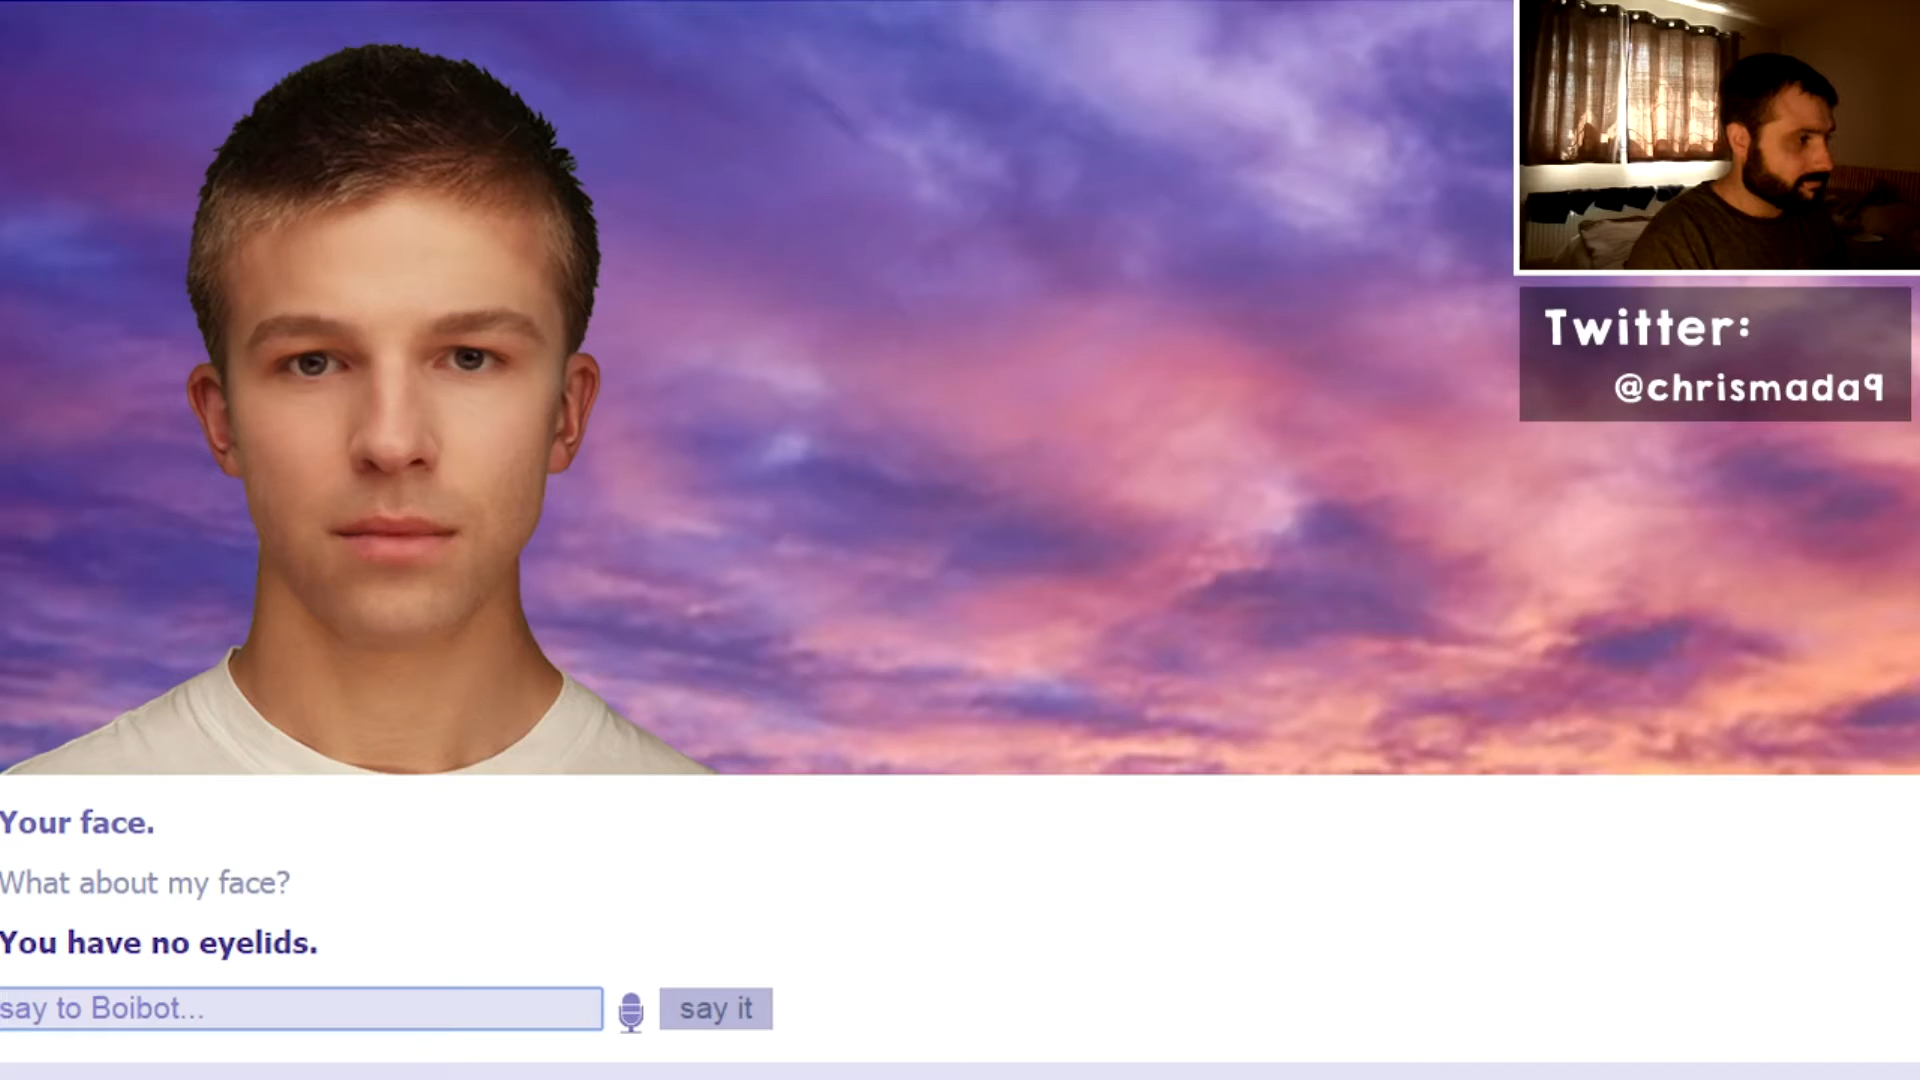 Twitter:
@chrismada9
Your face.
What about my face?
You have no eyelids.
say to Boibot...
say it